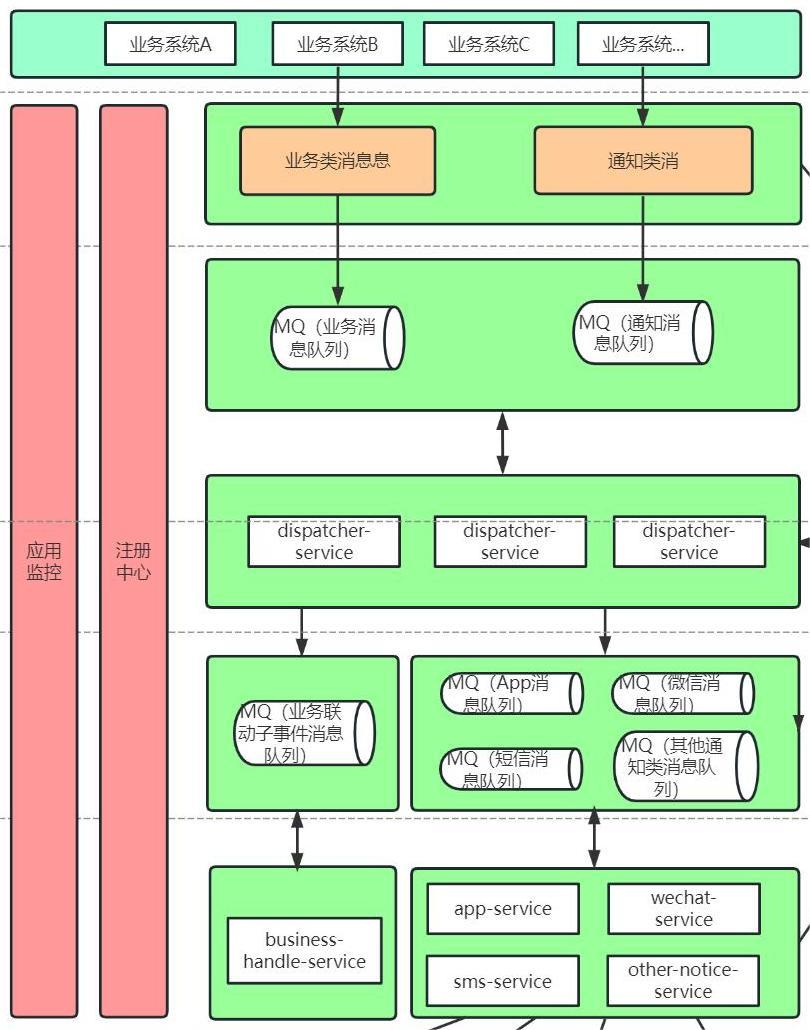 业务系统A
业务系统B
业务系统C
业务系统...
业务类消息息
通知类消
MQ（业务消
息队列）
MQ（通知消
息队列）
dispatcher-
service
dispatcher-
service
dispatcher-
service
应用
监控
注册
中心
MQ（业务联
动子事件消息
队列）
MQ（App消
息队列）
MQ（微信消
息队列）
MQ（短信消
息队列）
MQ（其他通
知类消息队
列）
business-
handle-service
app-service
wechat-
service
sms-service
other-notice-
service